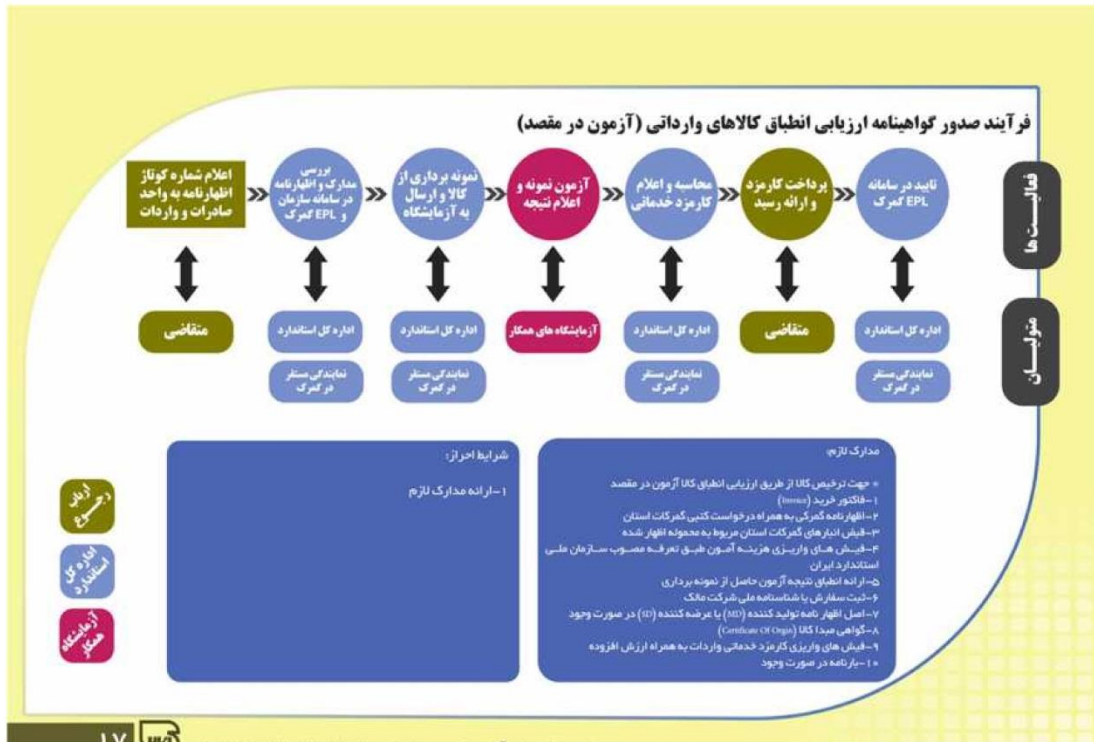 فرآیند صدور گواهینامه ارزیابی انطباق کالاهای وارداتی (آزمون در مقصد)
فعالیت ها
اعلام شماره کوتاژ
اظهارنامه به واحد
صادرات و واردات
بررسی
مدارک و اظهارنامه
در سامانه سازمان
و EPL گمرک
نمونه برداری از
کالا و ارسال
به آزمایشگاه
آزمون نمونه و
اعلام نتیجه
محاسبه و اعلام
کارمزد خدماتی
پرداخت کارمزد
و ارائه رسید
تایید در سامانه
EPL گمرک
متولیان
متقاضی
اداره کل استاندارد
نمایندگی مستقر
در گمرک
اداره کل استاندارد
نمایندگی مستقر
در گمرک
آزمایشگاه های همکار
اداره کل استاندارد
نمایندگی مستقر
در گمرک
متقاضی
اداره کل استاندارد
نمایندگی مستقر
در گمرک
مدارک لازم:
* جهت ترخیص کالا از طریق ارزیابی انطباق کالا آزمون در مقصد
۱-فاکتور خرید (Invoice)
۲-اظهارنامه گمرکی به همراه درخواست کتبی گمرکات استان
۳-قبض انبارهای گمرکات استان مربوط به محموله اظهار شده
۴-فیش های واریزی هزینه آمون طبق تعرفه مصوب سازمان ملی
استاندارد ایران
۵-ارائه انطباق نتیجه آزمون حاصل از نمونه برداری
۶-ثبت سفارش یا شناسنامه ملی شرکت مالک
۷-اصل اظهار نامه تولید کننده (MD) یا عرضه کننده (SD) در صورت وجود
۸-گواهی مبدا کالا (Certificate Of Origin)
۹-فیش های واریزی کارمزد خدماتی واردات به همراه ارزش افزوده
۱۰-بارنامه در صورت وجود
شرایط احراز:
۱-ارائه مدارک لازم
ارباب
رجوع
اداره کل
استاندارد
آزمایشگاه
همکار
۱۷